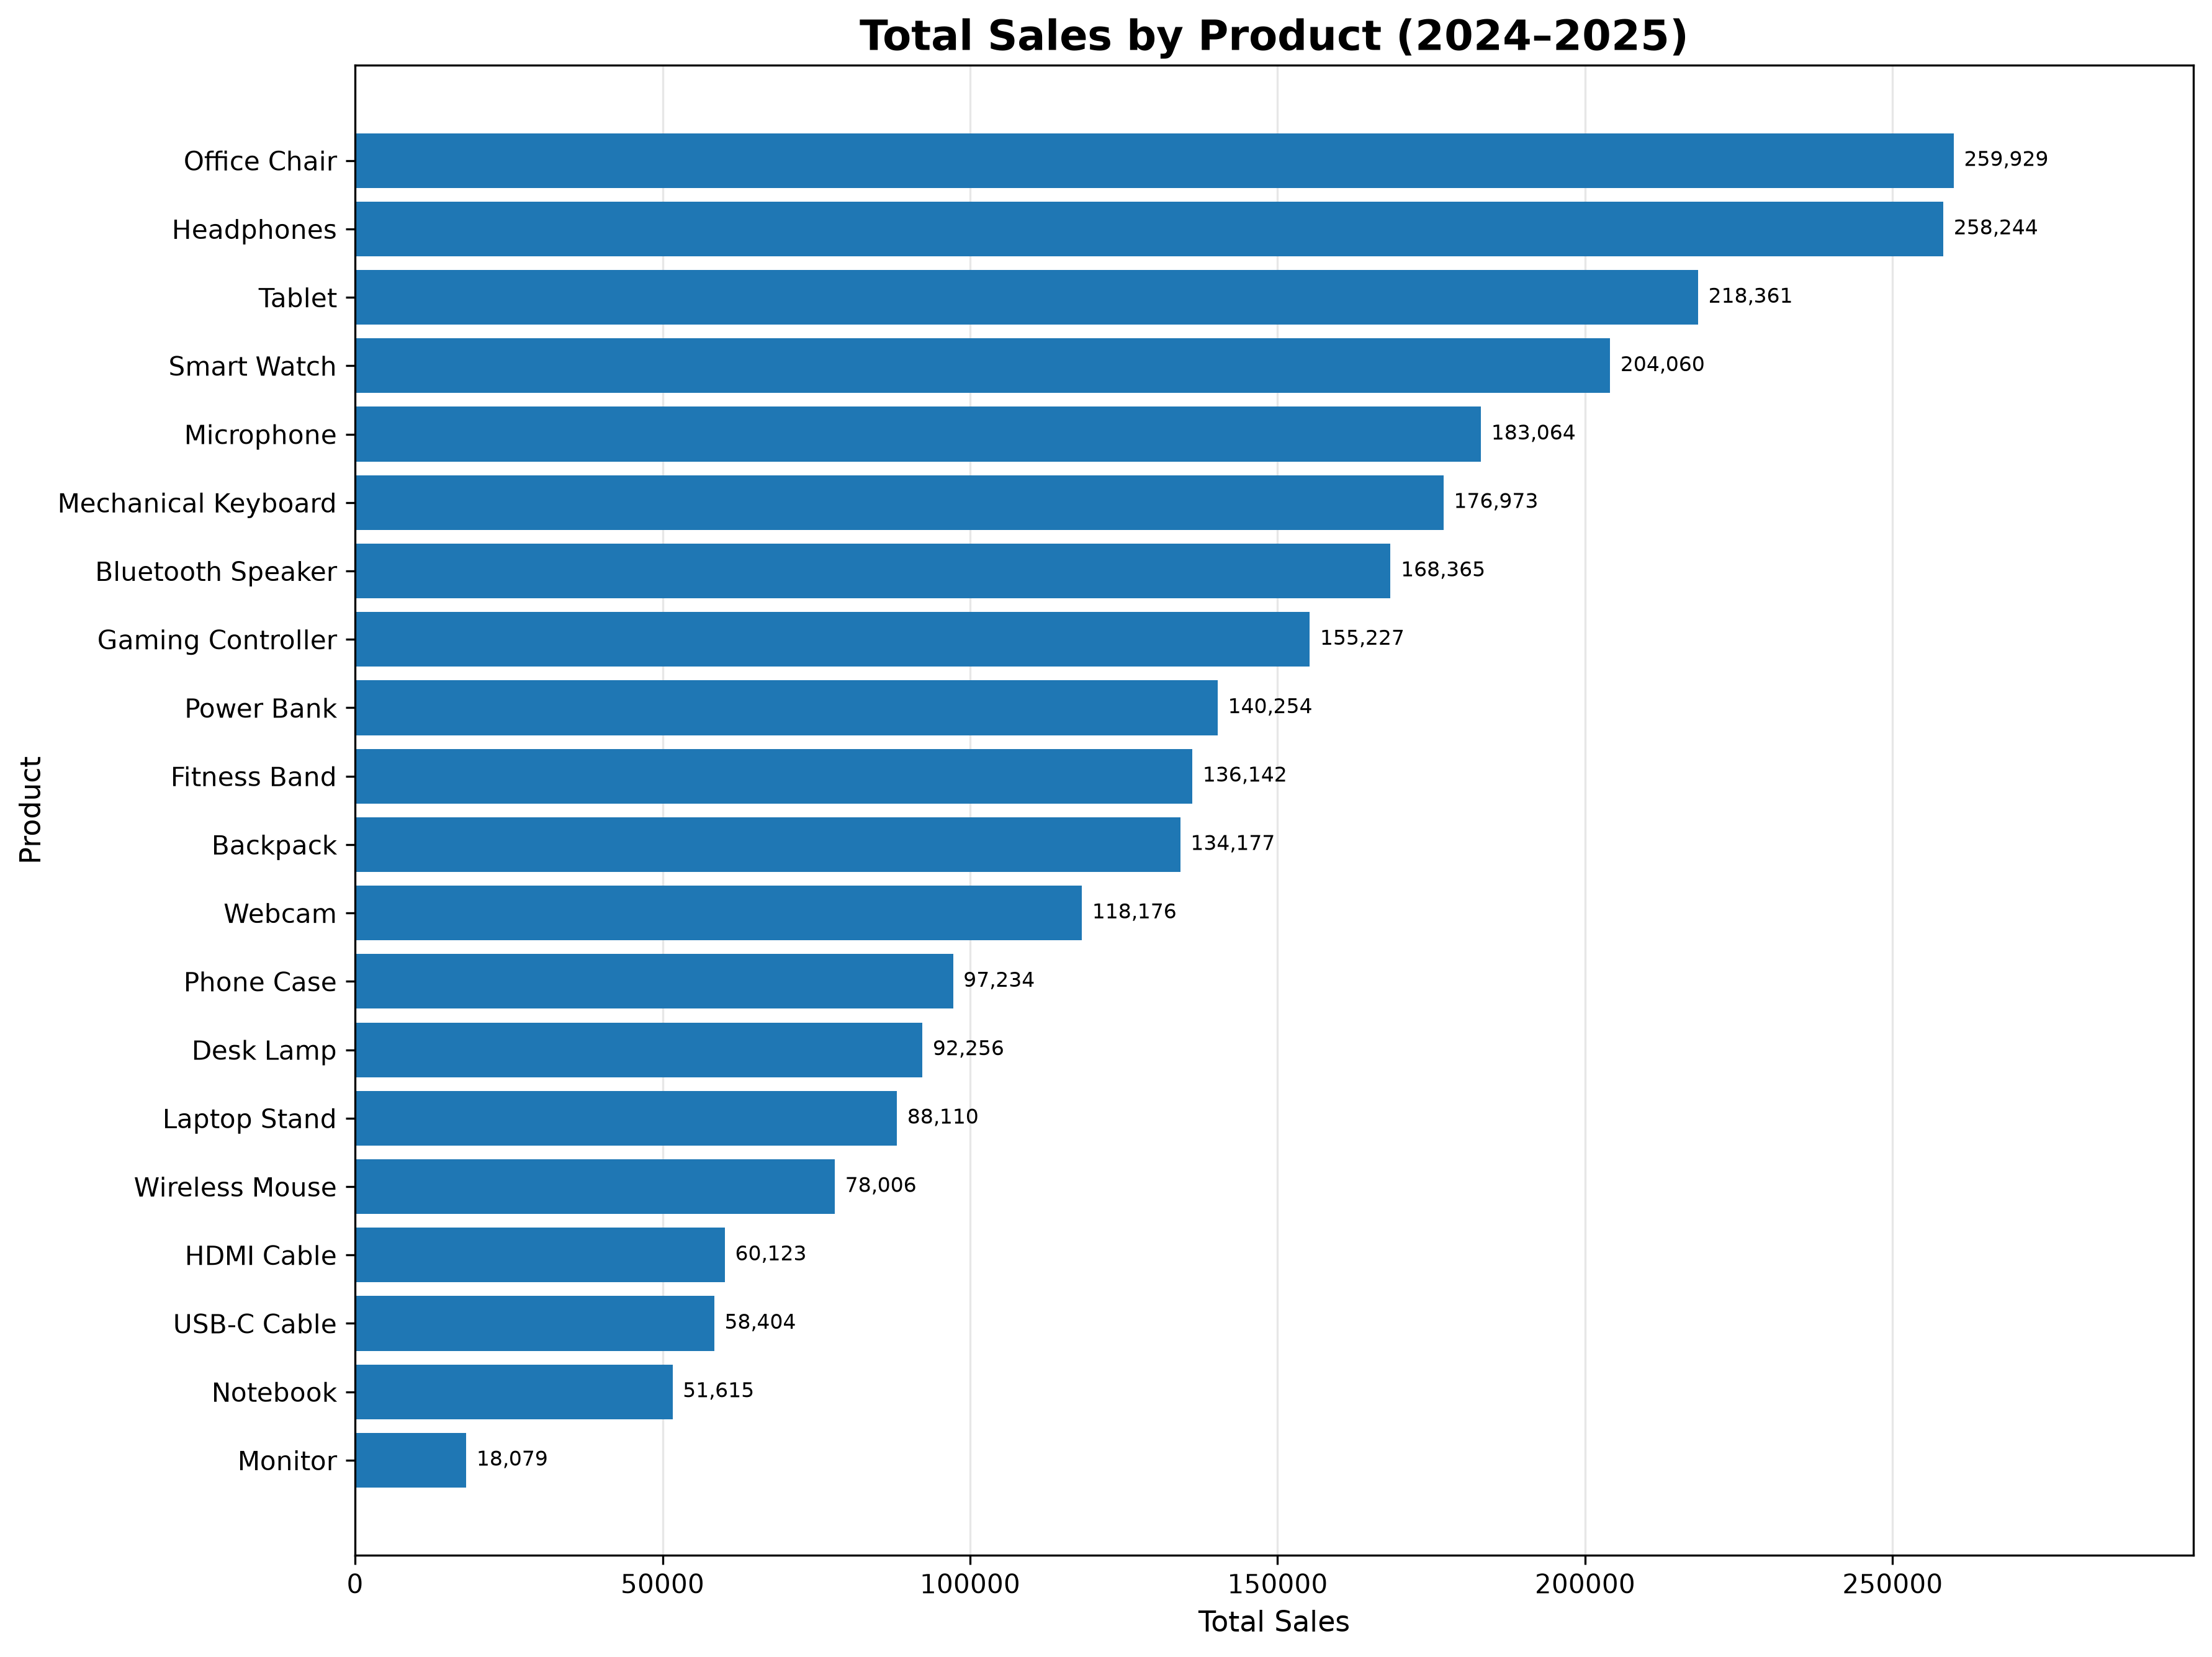 Total Sales by Product (2024–2025)
Product
Office Chair 259,929
Headphones 258,244
Tablet 218,361
Smart Watch 204,060
Microphone 183,064
Mechanical Keyboard 176,973
Bluetooth Speaker 168,365
Gaming Controller 155,227
Power Bank 140,254
Fitness Band 136,142
Backpack 134,177
Webcam 118,176
Phone Case 97,234
Desk Lamp 92,256
Laptop Stand 88,110
Wireless Mouse 78,006
HDMI Cable 60,123
USB-C Cable 58,404
Notebook 51,615
Monitor 18,079
0 50000 100000 150000 200000 250000
Total Sales